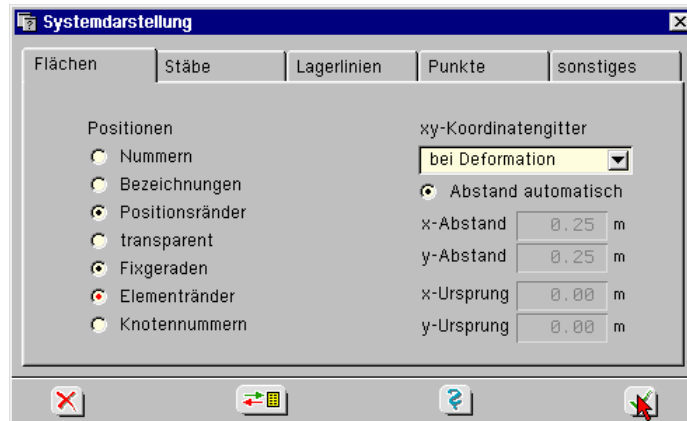 Systemdarstellung
Flächen
Stäbe
Lagerlinien
Punkte
sonstiges
Positionen
Nummern
Bezeichnungen
Positionsränder
transparent
Fixgeraden
Elementränder
Knotennummern
xy-Koordinatengitter
bei Deformation
Abstand automatisch
x-Abstand 0.25 m
y-Abstand 0.25 m
x-Ursprung 0.00 m
y-Ursprung 0.00 m